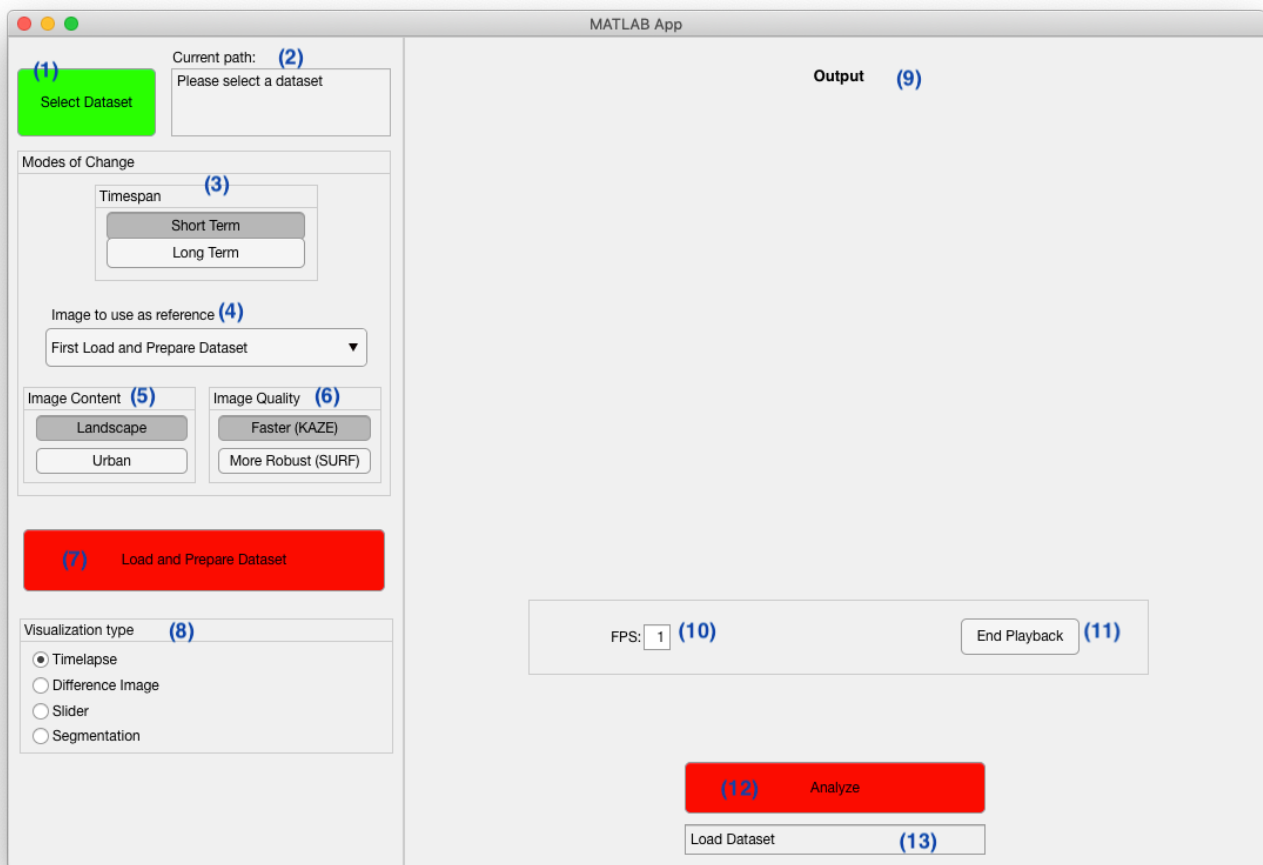 MATLAB App
(1)
Select Dataset
Current path: (2)
Please select a dataset
Modes of Change
(3)
Timespan
Short Term
Long Term
Image to use as reference (4)
First Load and Prepare Dataset
Image Content (5)
Landscape
Urban
Image Quality (6)
Faster (KAZE)
More Robust (SURF)
(7) Load and Prepare Dataset
Visualization type (8)
Timelapse
Difference Image
Slider
Segmentation
Output (9)
FPS: 1 (10)
End Playback (11)
(12) Analyze
Load Dataset (13)